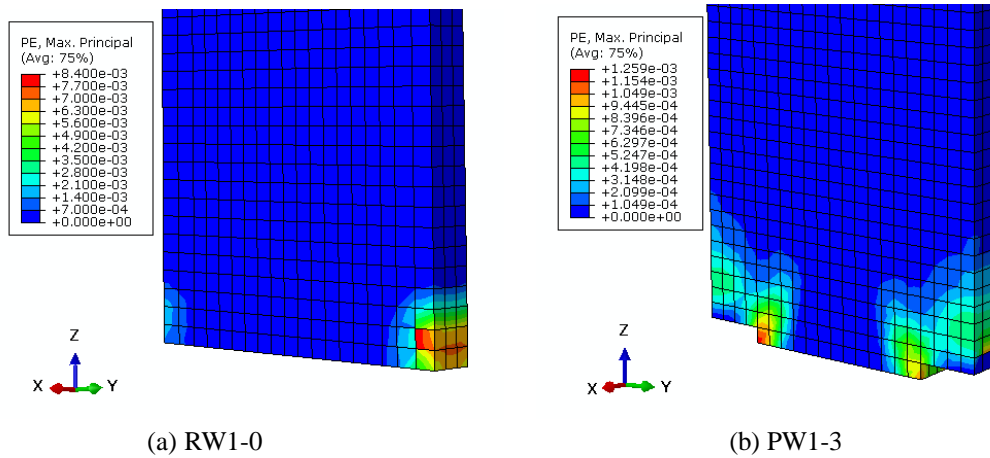 PE, Max. Principal
(Avg: 75%)
+8.400e-03
+7.700e-03
+7.000e-03
+6.300e-03
+5.600e-03
+4.900e-03
+4.200e-03
+3.500e-03
+2.800e-03
+2.100e-03
+1.400e-03
+7.000e-04
+0.000e+00
Z
X
Y
(a) RW1-0
PE, Max. Principal
(Avg: 75%)
+1.259e-03
+1.154e-03
+1.049e-03
+9.445e-04
+8.396e-04
+7.346e-04
+6.297e-04
+5.247e-04
+4.198e-04
+3.148e-04
+2.099e-04
+1.049e-04
+0.000e+00
Z
X
Y
(b) PW1-3